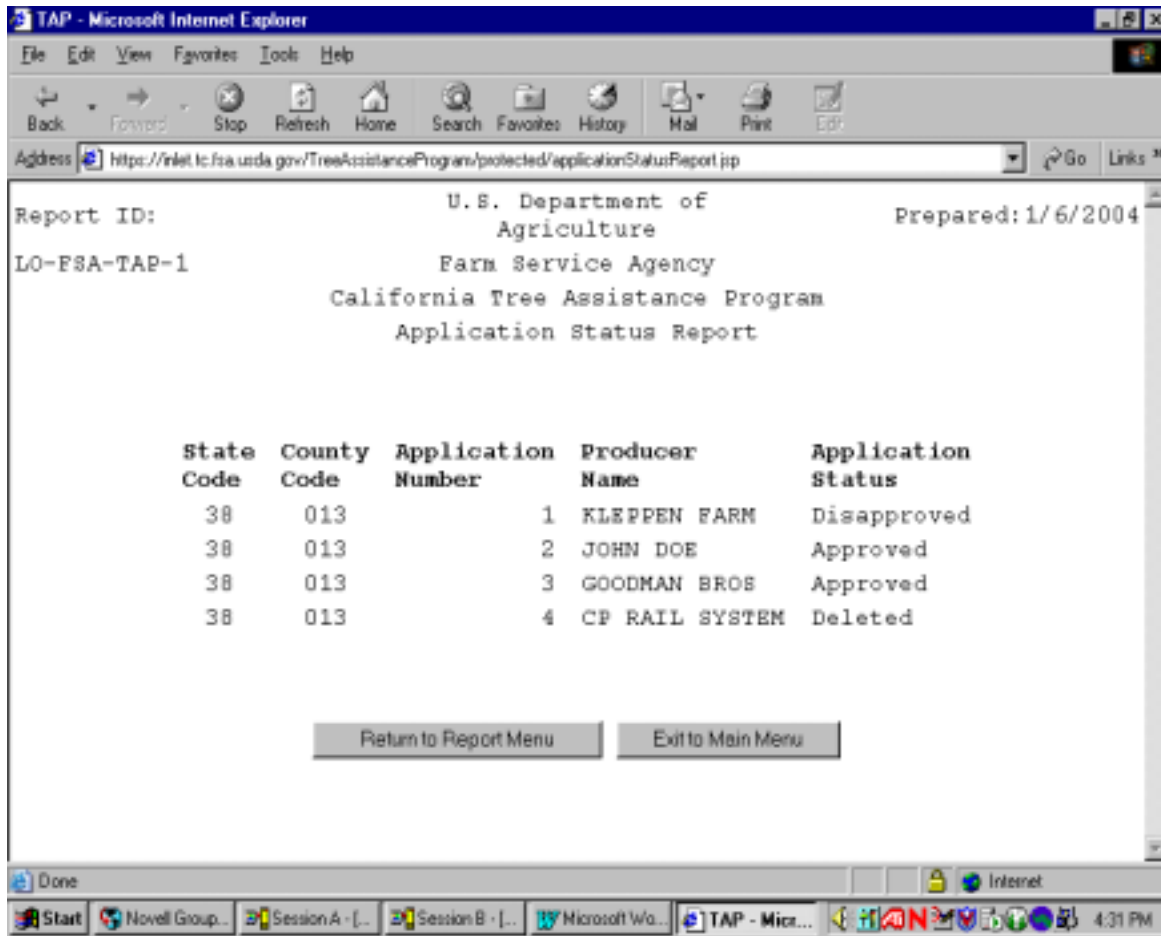 TAP - Microsoft Internet Explorer
File Edit View Favorites Tools Help
Back Forward Stop Refresh Home Search Favorites History Mail Print Edit
Address https://inlet.tc.fsa.usda.gov/TreeAssistanceProgram/protected/applicationStatusReport.jsp Go Links »
Report ID: U.S. Department of Agriculture Prepared:1/6/2004
LO-FSA-TAP-1 Farm Service Agency
California Tree Assistance Program
Application Status Report
State Code County Code Application Number Producer Name Application Status
38 013 1 KLEPPEN FARM Disapproved
38 013 2 JOHN DOE Approved
38 013 3 GOODMAN BROS Approved
38 013 4 CP RAIL SYSTEM Deleted
Return to Report Menu Exit to Main Menu
Done Internet
Start Novell Group... Session A - [... Session B - [... Microsoft Wo... TAP - Micr... 4:31 PM